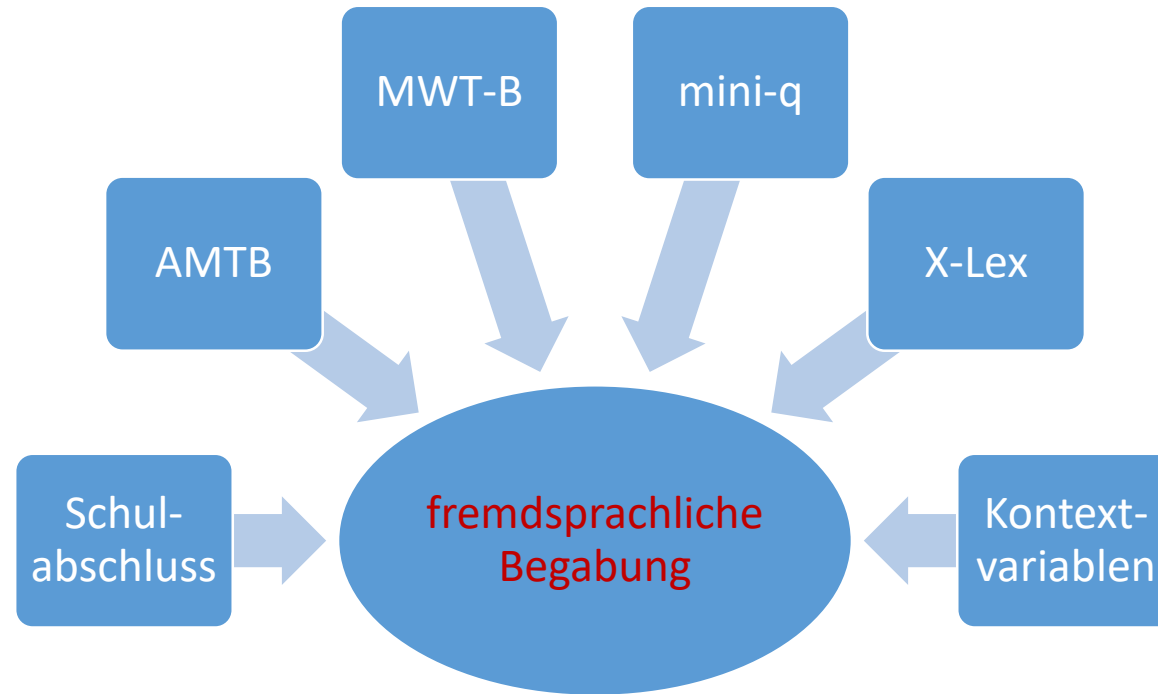 MWT-B
mini-q
AMTB
X-Lex
Schul-
abschluss
fremdsprachliche
Begabung
Kontext-
variablen